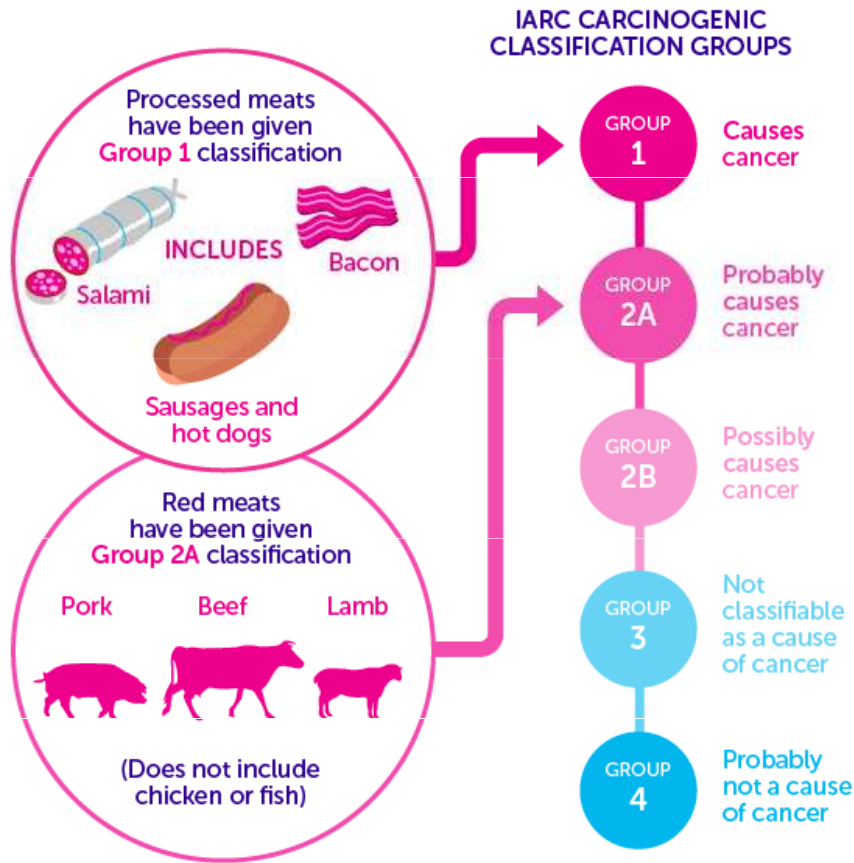 IARC CARCINOGENIC
CLASSIFICATION GROUPS
Processed meats
have been given
Group 1 classification
INCLUDES
Salami
Bacon
Sausages and
hot dogs
Red meats
have been given
Group 2A classification
Pork
Beef
Lamb
(Does not include
chicken or fish)
GROUP
1
Causes
cancer
GROUP
2A
Probably
causes
cancer
GROUP
2B
Possibly
causes
cancer
GROUP
3
Not
classifiable
as a cause
of cancer
GROUP
4
Probably
not a cause
of cancer